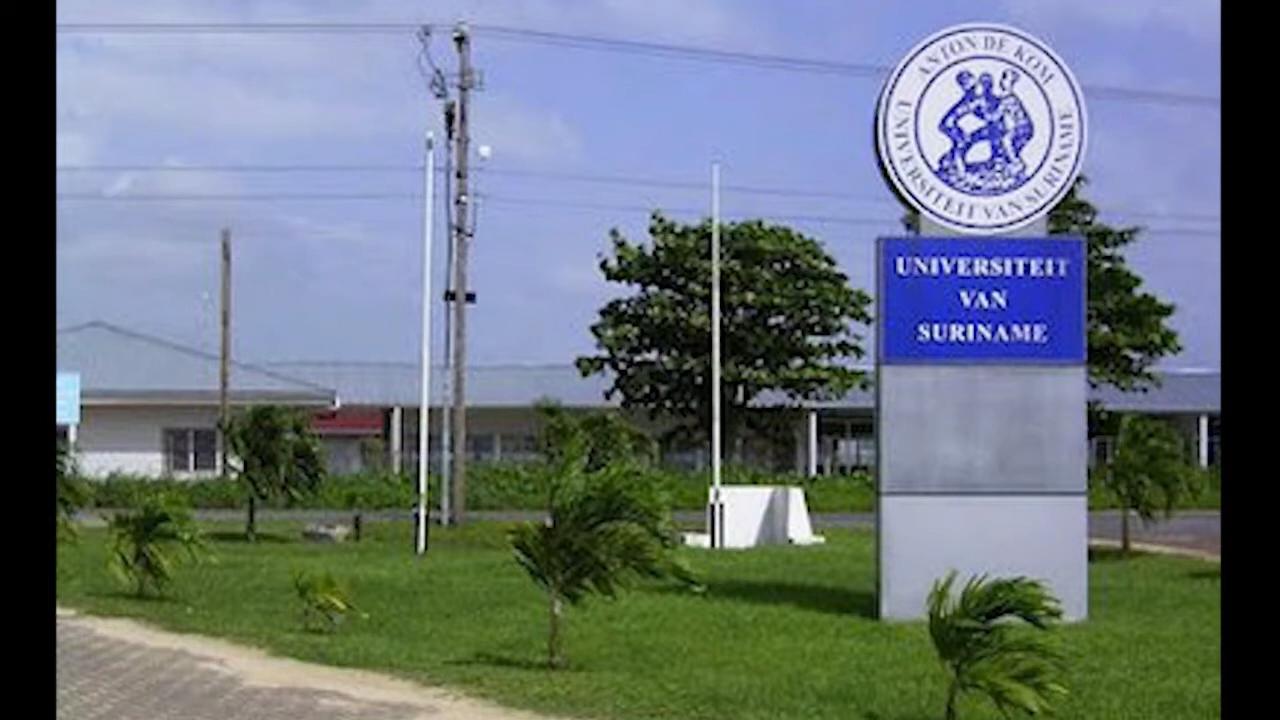 ANTON DE KOM
UNIVERSITEIT VAN SURINAME
UNIVERSITEIT
VAN
SURINAME